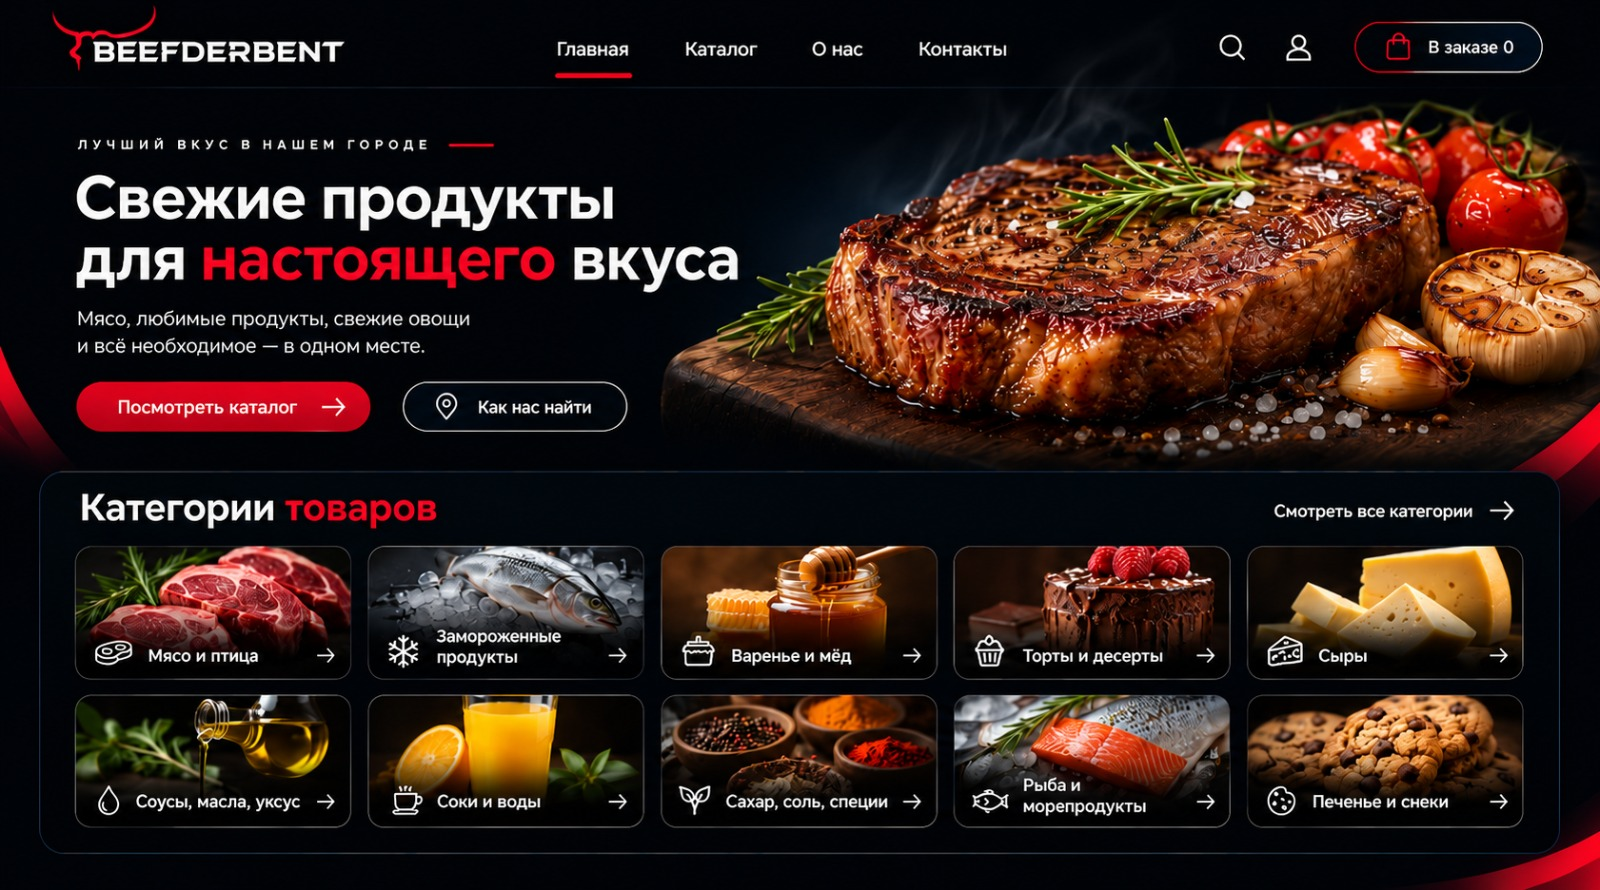 BEEFDERBENT
Главная
Каталог
О нас
Контакты
В заказе 0
ЛУЧШИЙ ВКУС В НАШЕМ ГОРОДЕ
Свежие продукты
для настоящего вкуса
Мясо, любимые продукты, свежие овощи
и всё необходимое — в одном месте.
Посмотреть каталог
Как нас найти
Категории товаров
Смотреть все категории
Мясо и птица
Замороженные
продукты
Варенье и мёд
Торты и десерты
Сыры
Соусы, масла, уксус
Соки и воды
Сахар, соль, специи
Рыба и
морепродукты
Печенье и снеки